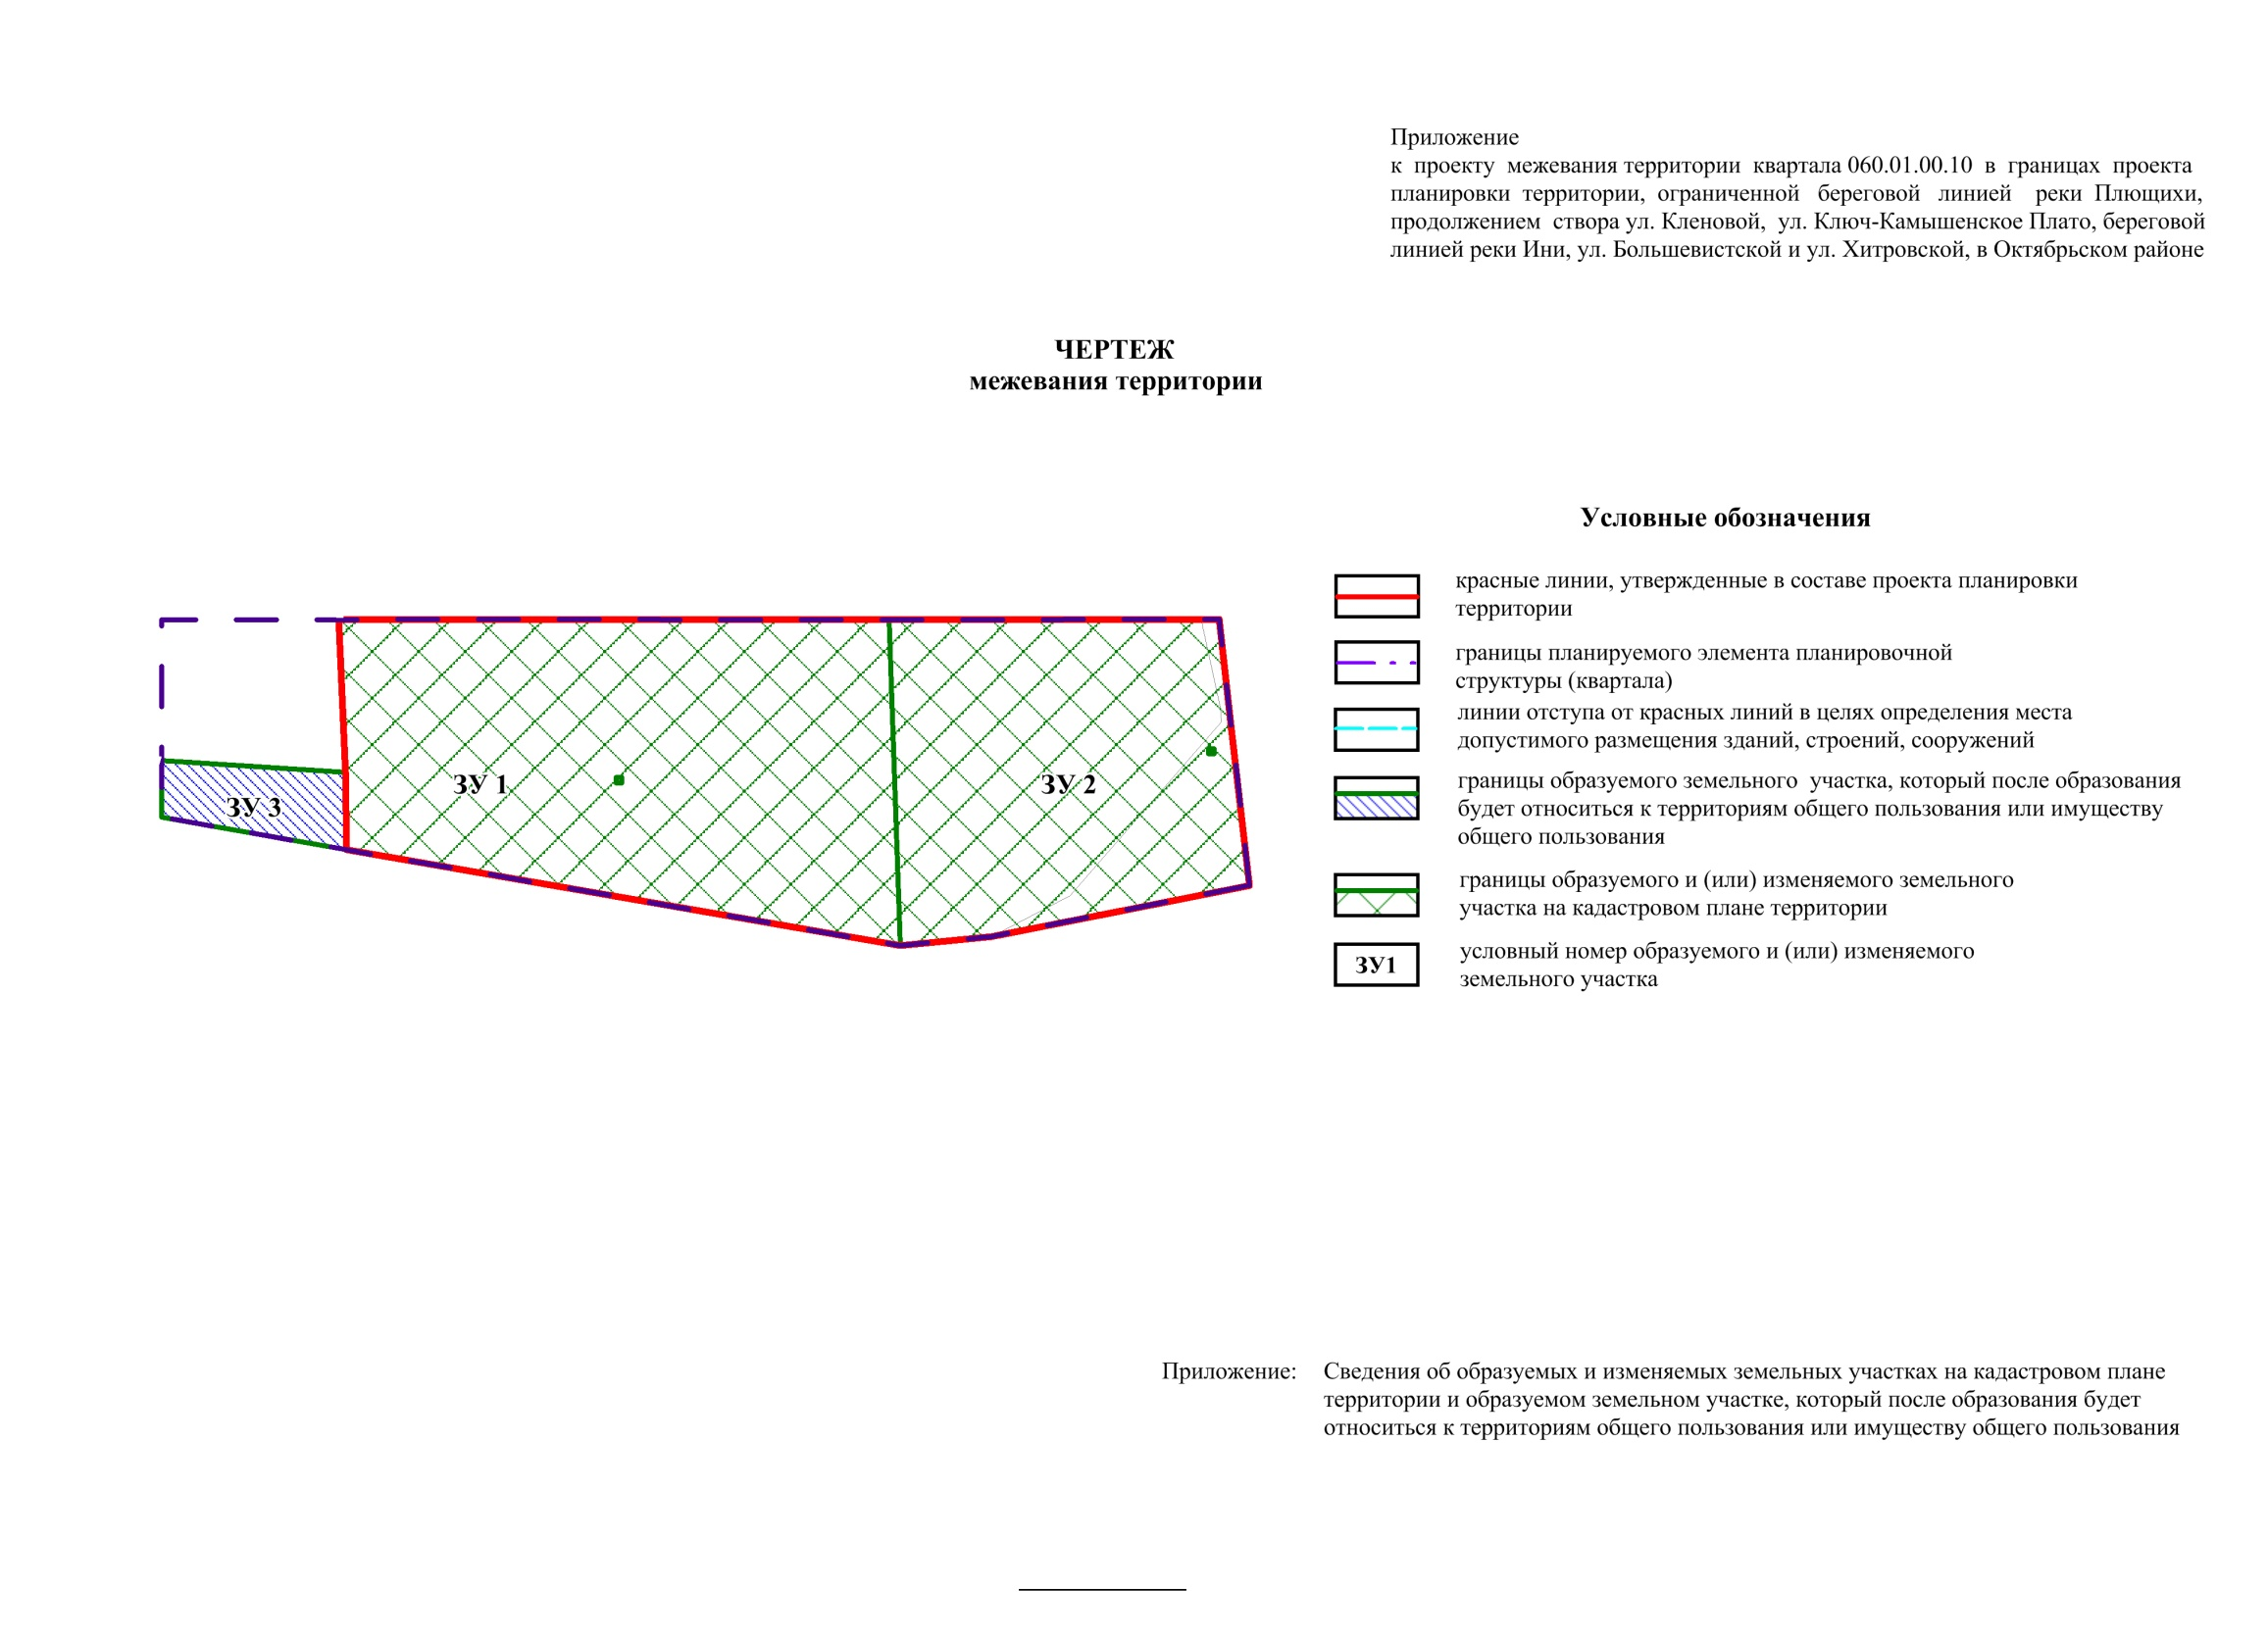 Приложение
к проекту межевания территории квартала 060.01.00.10 в границах проекта
планировки территории, ограниченной береговой линией реки Плющихи,
продолжением створа ул. Кленовой, ул. Ключ-Камышенское Плато, береговой
линией реки Ини, ул. Большевистской и ул. Хитровской, в Октябрьском районе
ЧЕРТЕЖ
межевания территории
Условные обозначения
красные линии, утвержденные в составе проекта планировки
территории
границы планируемого элемента планировочной
структуры (квартала)
линии отступа от красных линий в целях определения места
допустимого размещения зданий, строений, сооружений
границы образуемого земельного участка, который после образования
будет относиться к территориям общего пользования или имуществу
общего пользования
границы образуемого и (или) изменяемого земельного
участка на кадастровом плане территории
ЗУ1
условный номер образуемого и (или) изменяемого
земельного участка
ЗУ 1
ЗУ 2
ЗУ 3
Приложение: Сведения об образуемых и изменяемых земельных участках на кадастровом плане
территории и образуемом земельном участке, который после образования будет
относиться к территориям общего пользования или имуществу общего пользования